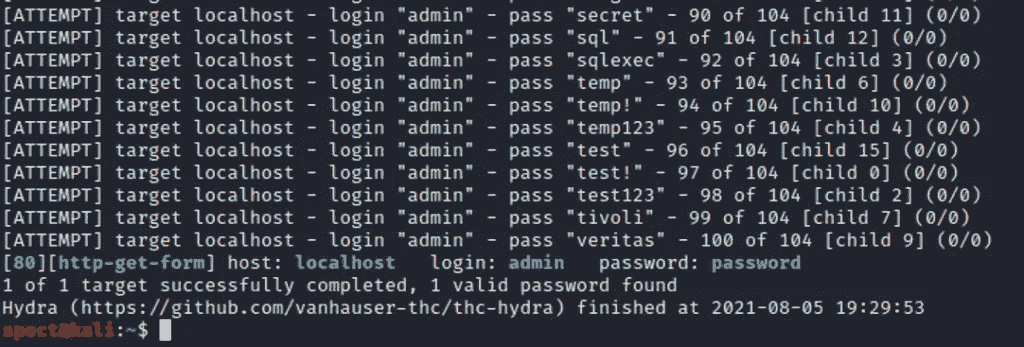 [ATTEMPT] target localhost - login "admin" - pass "secret" - 90 of 104 [child 11] (0/0)
[ATTEMPT] target localhost - login "admin" - pass "sql" - 91 of 104 [child 12] (0/0)
[ATTEMPT] target localhost - login "admin" - pass "sqlexec" - 92 of 104 [child 3] (0/0)
[ATTEMPT] target localhost - login "admin" - pass "temp" - 93 of 104 [child 6] (0/0)
[ATTEMPT] target localhost - login "admin" - pass "temp!" - 94 of 104 [child 10] (0/0)
[ATTEMPT] target localhost - login "admin" - pass "temp123" - 95 of 104 [child 4] (0/0)
[ATTEMPT] target localhost - login "admin" - pass "test" - 96 of 104 [child 15] (0/0)
[ATTEMPT] target localhost - login "admin" - pass "test!" - 97 of 104 [child 0] (0/0)
[ATTEMPT] target localhost - login "admin" - pass "test123" - 98 of 104 [child 2] (0/0)
[ATTEMPT] target localhost - login "admin" - pass "tivoli" - 99 of 104 [child 7] (0/0)
[ATTEMPT] target localhost - login "admin" - pass "veritas" - 100 of 104 [child 9] (0/0)
[80][http-get-form] host: localhost   login: admin   password: password
1 of 1 target successfully completed, 1 valid password found
Hydra (https://github.com/vanhauser-thc/thc-hydra) finished at 2021-08-05 19:29:53
spect@kali:~$